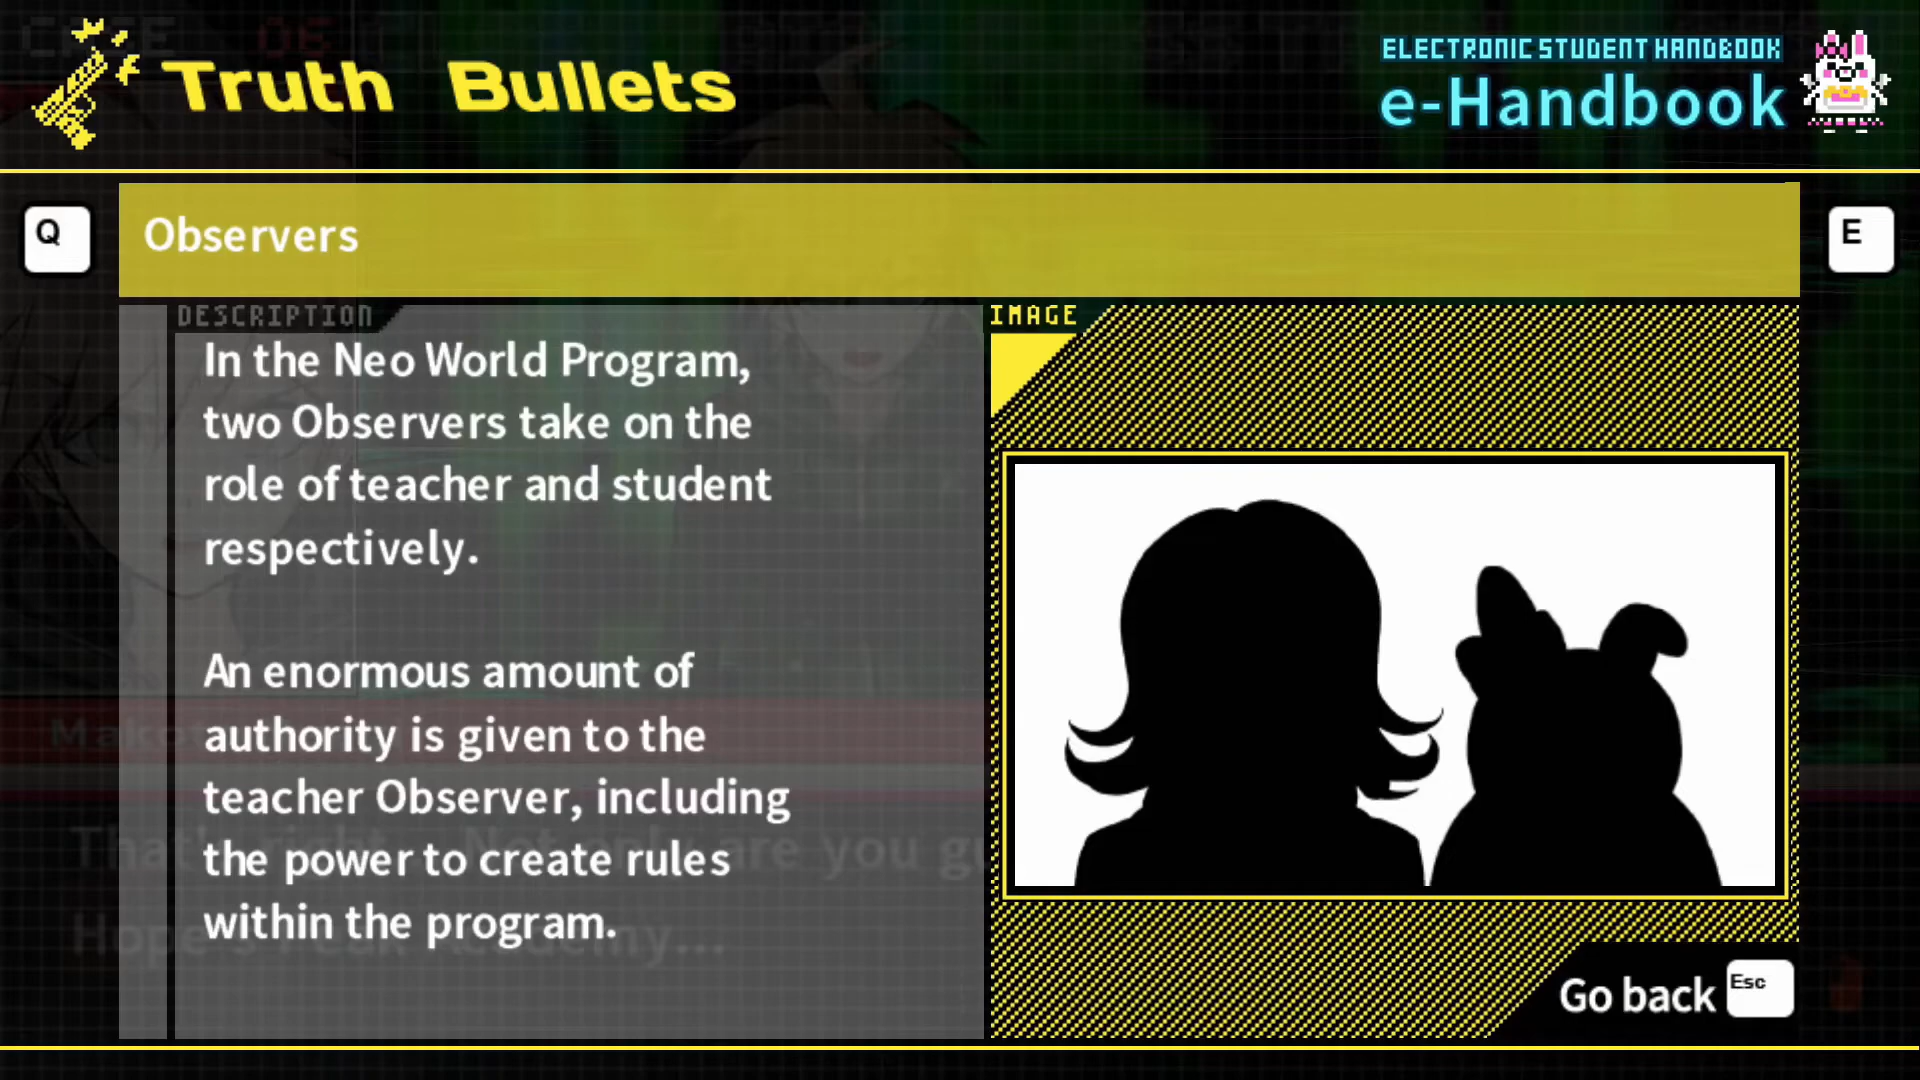 CASE 06
Truth Bullets
ELECTRONIC STUDENT HANDBOOK
e-Handbook
Q
Observers
E
DESCRIPTION
In the Neo World Program,
two Observers take on the
role of teacher and student
respectively.
An enormous amount of
authority is given to the
teacher Observer, including
the power to create rules
within the program.
IMAGE
Go back
Esc